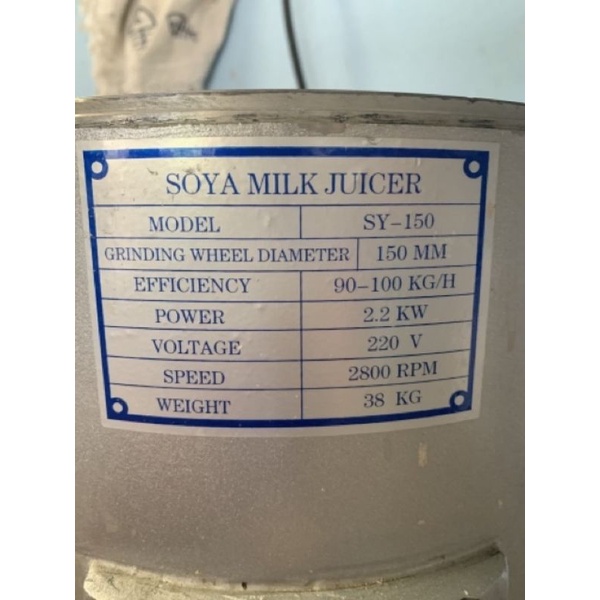 SOYA MILK JUICER
MODEL SY-150
GRINDING WHEEL DIAMETER 150 MM
EFFICIENCY 90-100 KG/H
POWER 2.2 KW
VOLTAGE 220 V
SPEED 2800 RPM
WEIGHT 38 KG